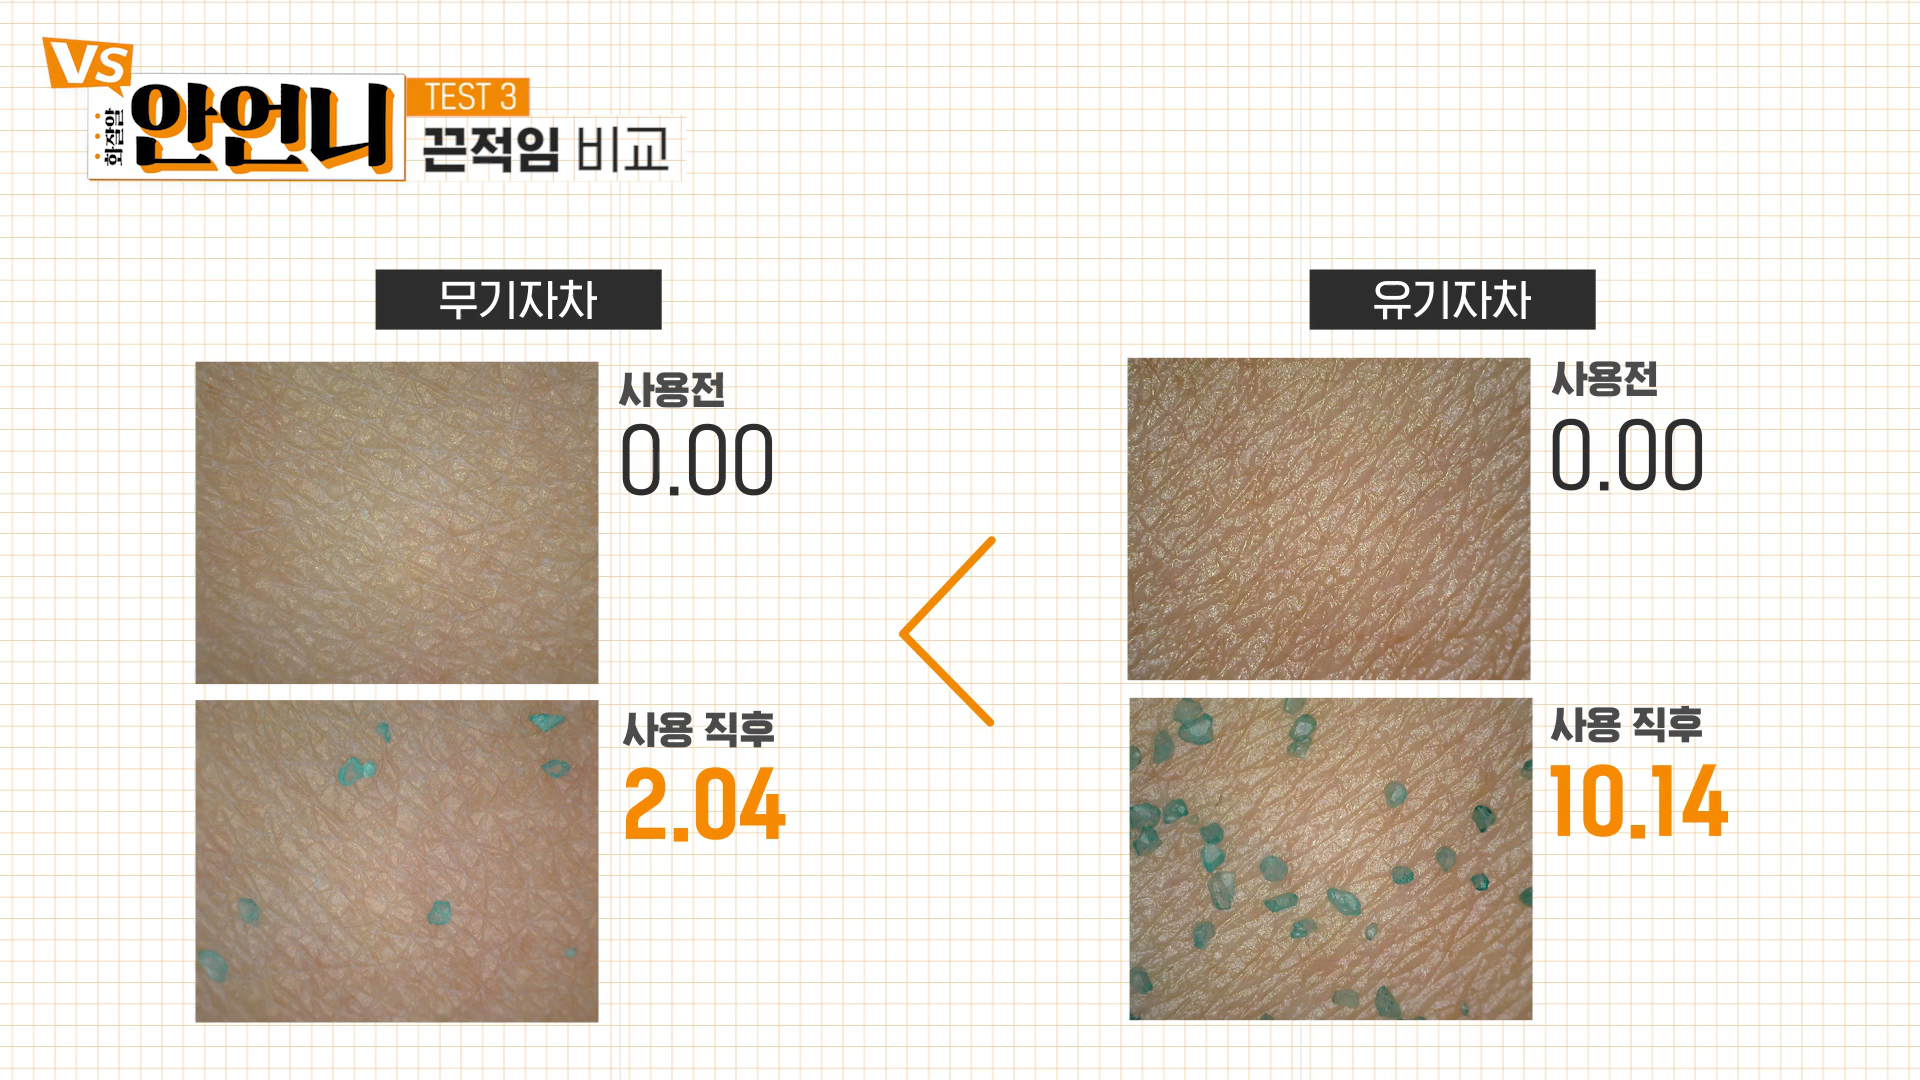 VS
화잘알
안언니
TEST 3
끈적임 비교
무기자차
사용전
0.00
사용 직후
2.04
유기자차
사용전
0.00
사용 직후
10.14